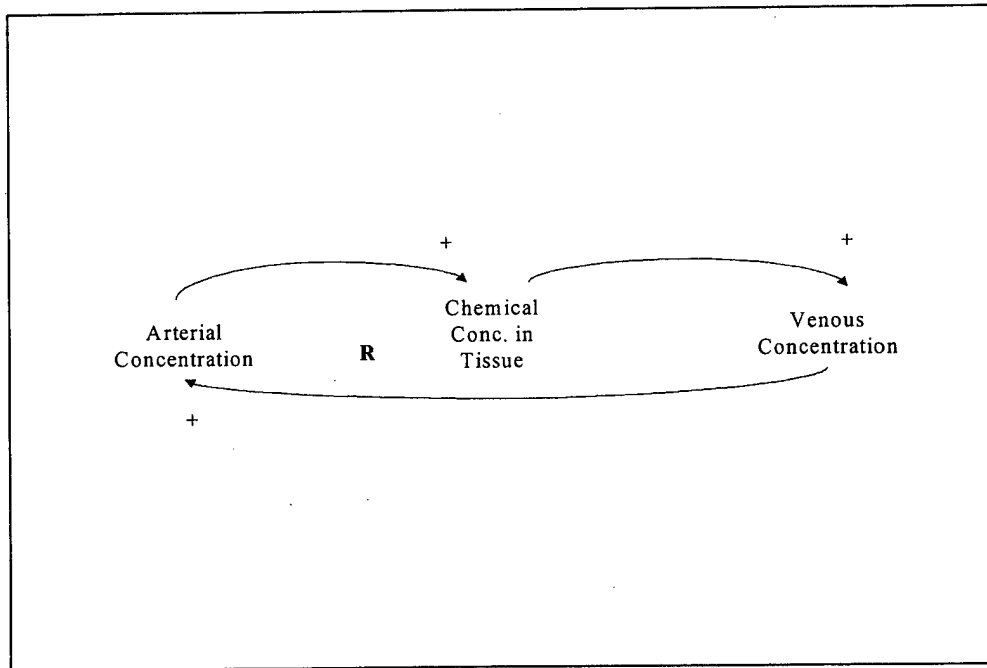 +
+
Chemical
Conc. in
Tissue
Arterial
Concentration
R
Venous
Concentration
+